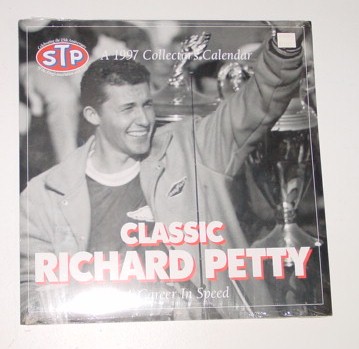 STP
A 1997 Collector's Calendar
CLASSIC
RICHARD PETTY
Career In Speed